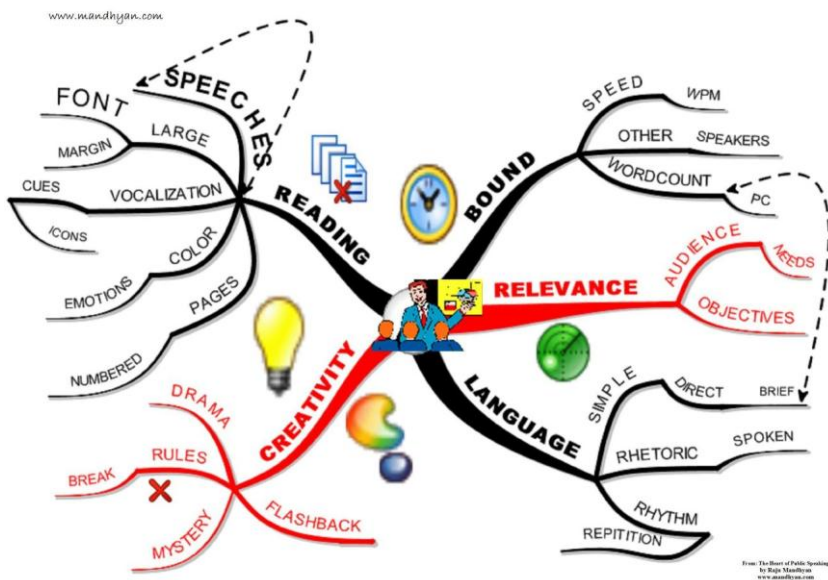 www.mandhyan.com
SPEECHES
FONT
LARGE
MARGIN
CUES
VOCALIZATION
ICONS
COLOR
EMOTIONS
PAGES
NUMBERED
READING
BOUND
SPEED
WPM
OTHER
SPEAKERS
WORDCOUNT
PC
RELEVANCE
AUDIENCE
NEEDS
OBJECTIVES
LANGUAGE
SIMPLE
DIRECT
BRIEF
RHETORIC
SPOKEN
RHYTHM
REPITITION
CREATIVITY
DRAMA
RULES
BREAK
MYSTERY
FLASHBACK
From: The Heart of Public Speaking
by Raju Mandhyan
www.mandhyan.com